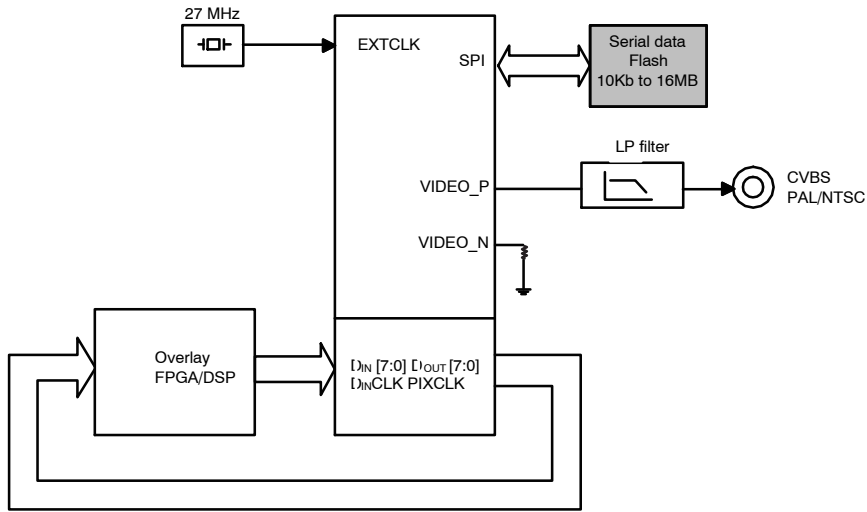 27 MHz
EXTCLK
SPI
Serial data
Flash
10Kb to 16MB
LP filter
VIDEO_P
CVBS
PAL/NTSC
VIDEO_N
Overlay
FPGA/DSP
DIN [7:0] DOUT [7:0]
DINCLK PIXCLK